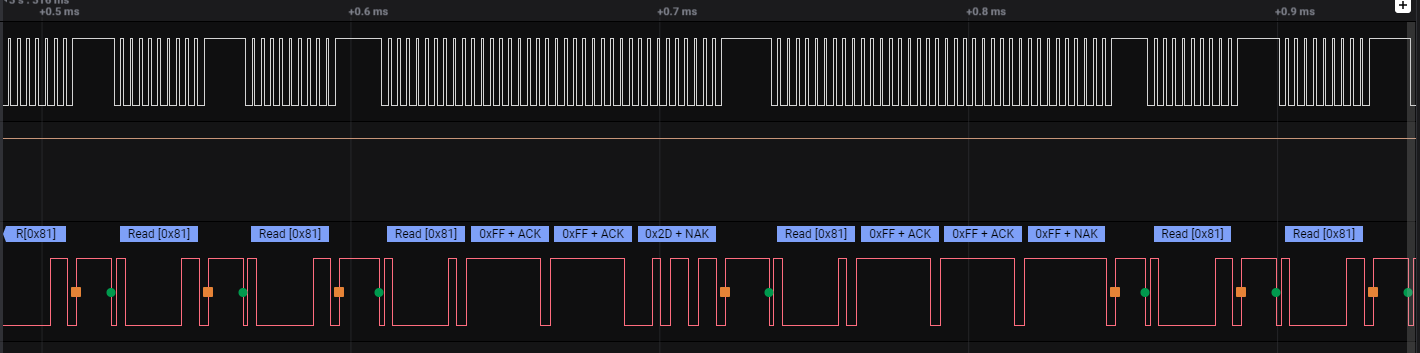 +0.5 ms +0.6 ms +0.7 ms +0.8 ms +0.9 ms
R[0x81] Read [0x81] Read [0x81] Read [0x81] 0xFF + ACK 0xFF + ACK 0x2D + NAK Read [0x81] 0xFF + ACK 0xFF + ACK 0xFF + NAK Read [0x81] Read [0x81]